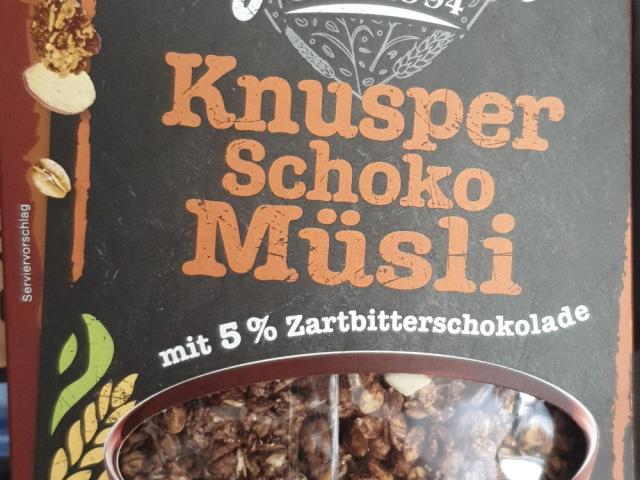 Knusper
Schoko
Müsli
mit 5 % Zartbitterschokolade
Serviervorschlag